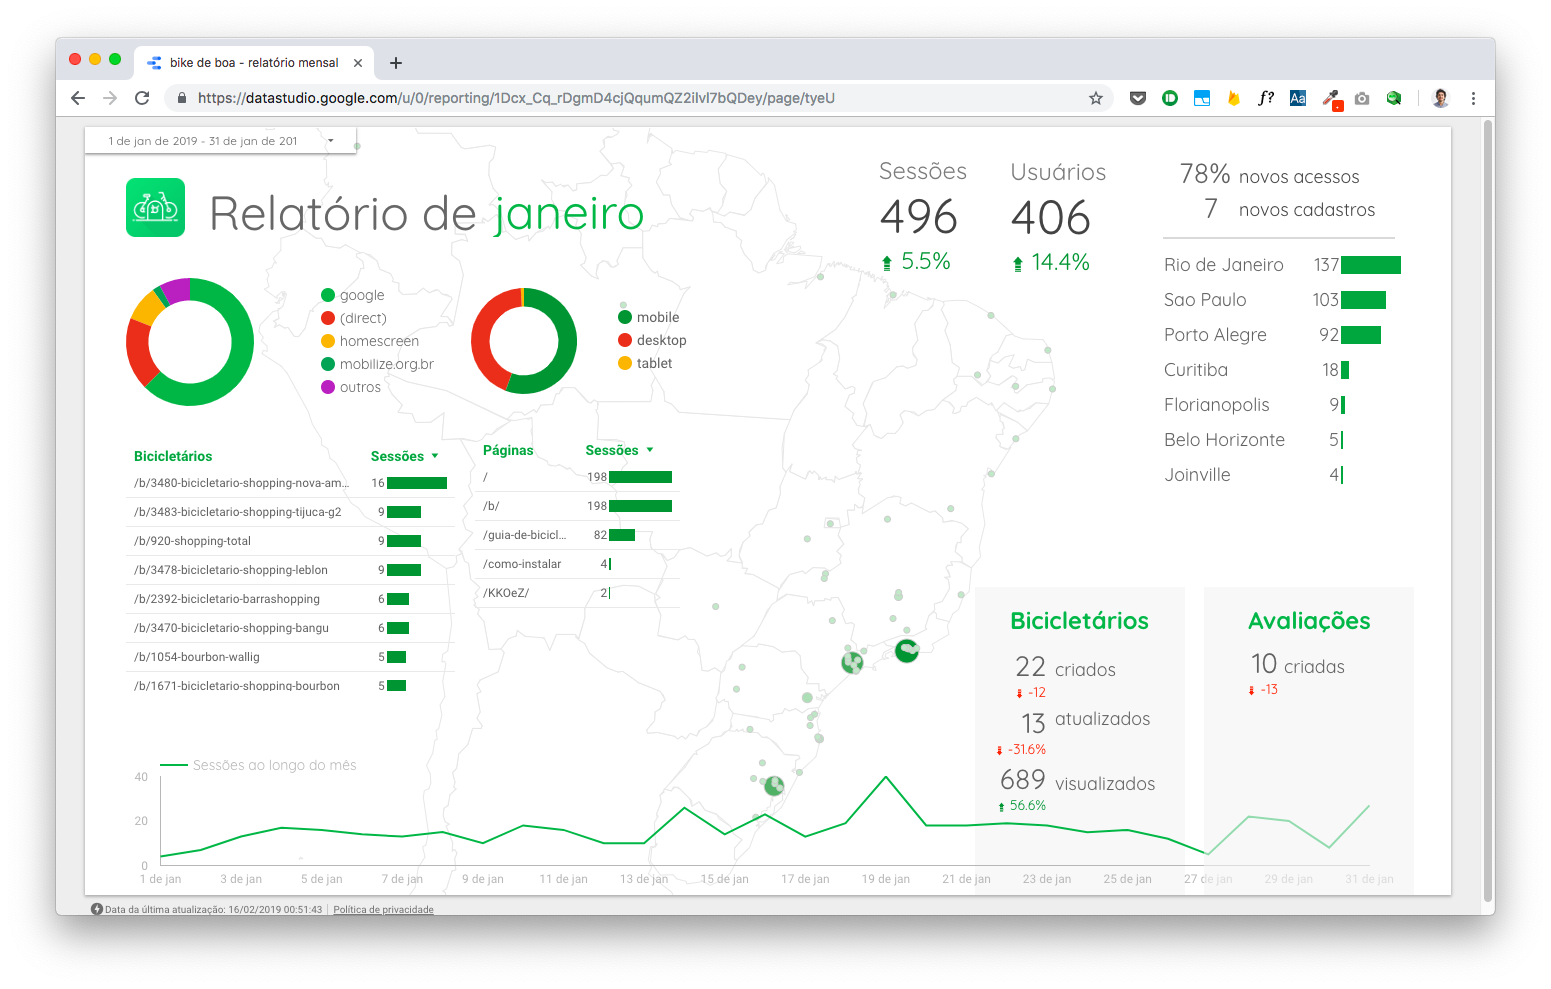 bike de boa - relatório mensal
https://datastudio.google.com/u/0/reporting/1Dcx_Cq_rDgmD4cjQqumQZ2ilvl7bQDey/page/tyeU
f?
Aa
1 de jan de 2019 - 31 de jan de 201
Relatório de janeiro
Sessões
496
5.5%
Usuários
406
14.4%
78% novos acessos
7 novos cadastros
Rio de Janeiro 137
Sao Paulo 103
Porto Alegre 92
Curitiba 18
Florianopolis 9
Belo Horizonte 5
Joinville 4
google
(direct)
homescreen
mobilize.org.br
outros
mobile
desktop
tablet
Bicicletários Sessões
/b/3480-bicicletario-shopping-nova-am... 16
/b/3483-bicicletario-shopping-tijuca-g2 9
/b/920-shopping-total 9
/b/3478-bicicletario-shopping-leblon 9
/b/2392-bicicletario-barrashopping 6
/b/3470-bicicletario-shopping-bangu 6
/b/1054-bourbon-wallig 5
/b/1671-bicicletario-shopping-bourbon 5
Páginas Sessões
/ 198
/b/ 198
/guia-de-bicicl... 82
/como-instalar 4
/KKOeZ/ 2
Bicicletários
22 criados
-12
13 atualizados
-31.6%
689 visualizados
56.6%
Avaliações
10 criadas
-13
Sessões ao longo do mês
40
20
0
1 de jan 3 de jan 5 de jan 7 de jan 9 de jan 11 de jan 13 de jan 15 de jan 17 de jan 19 de jan 21 de jan 23 de jan 25 de jan 27 de jan 29 de jan 31 de jan
Data da última atualização: 16/02/2019 00:51:43 Política de privacidade